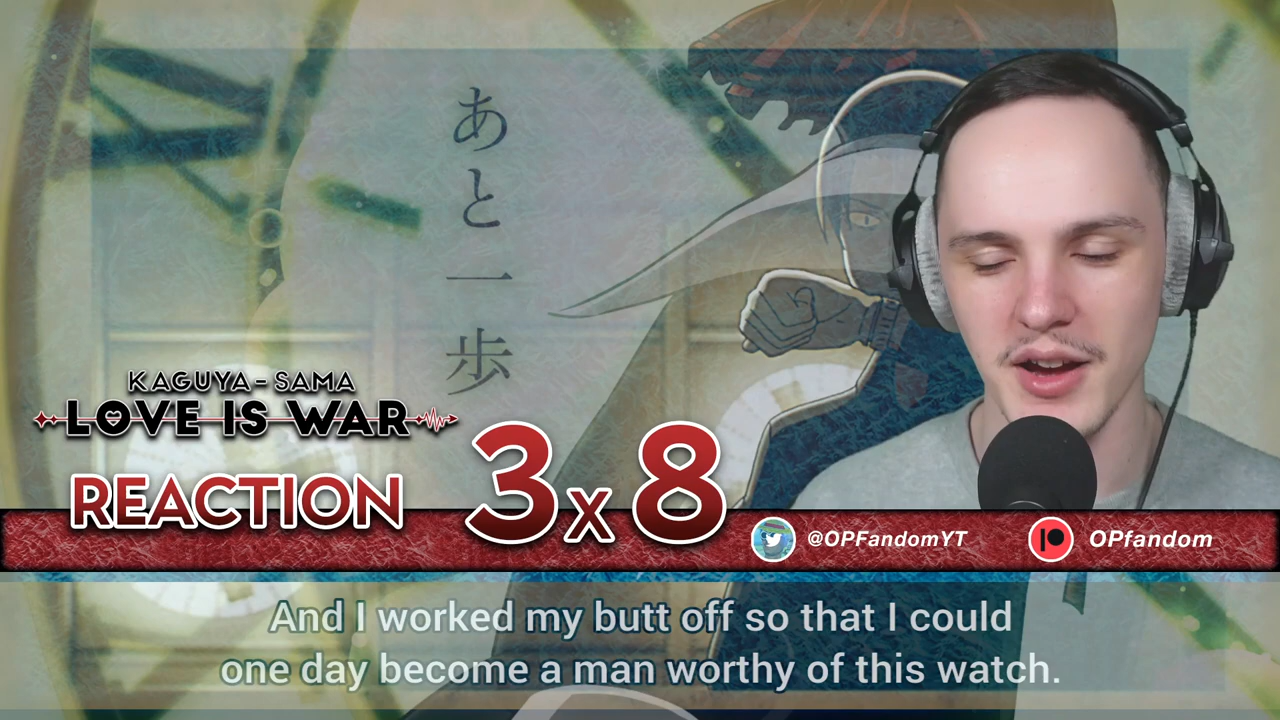 あと一歩
KAGUYA-SAMA
LOVE IS WAR
REACTION
3x8
@OPFandomYT
OPfandom
And I worked my butt off so that I could
one day become a man worthy of this watch.